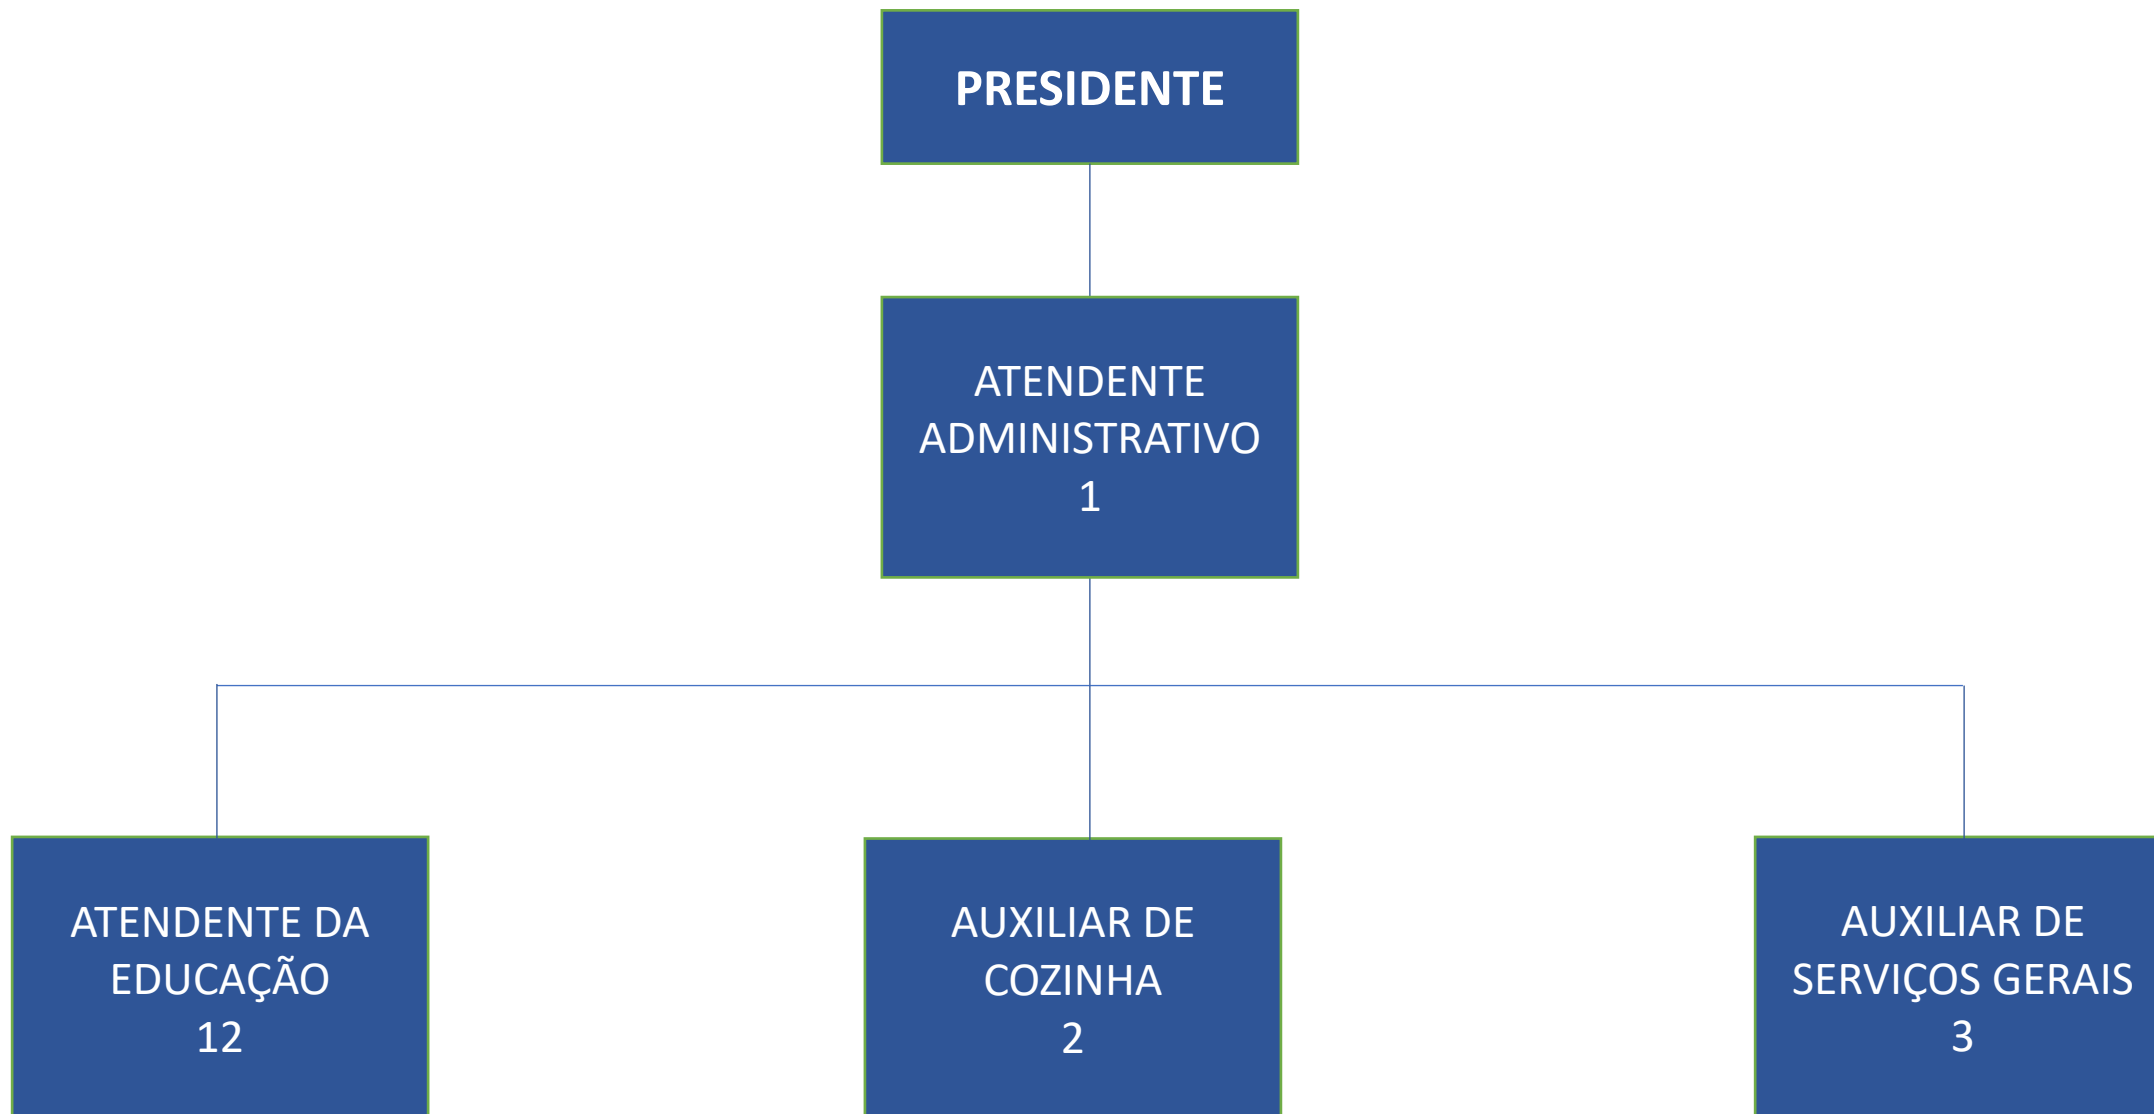 PRESIDENTE
ATENDENTE
ADMINISTRATIVO
1
ATENDENTE DA
EDUCAÇÃO
12
AUXILIAR DE
COZINHA
2
AUXILIAR DE
SERVIÇOS GERAIS
3